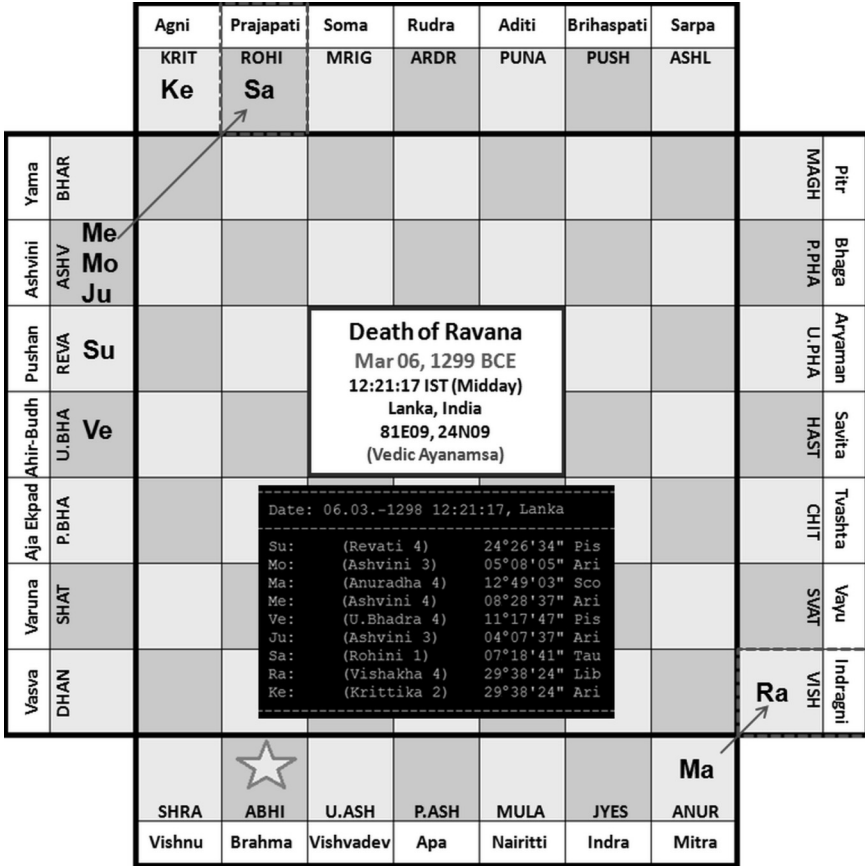 Agni Prajapati Soma Rudra Aditi Brihaspati Sarpa
KRIT ROHI MRIG ARDR PUNA PUSH ASHL
Ke Sa
Yama BHAR
MAGH Pitr
Ashvini ASHV Me
Mo
Ju
P.PHA Bhaga
Pushan REVA Su
U.PHA Aryaman
Ahir-Budh U.BHA Ve
HAST Savita
Aja Ekpad P.BHA
CHIT Tvashta
Varuna SHAT
SVAT Vayu
Vasva DHAN
Ra VISH Indragni
Death of Ravana
Mar 06, 1299 BCE
12:21:17 IST (Midday)
Lanka, India
81E09, 24N09
(Vedic Ayanamsa)
Date: 06.03.-1298 12:21:17, Lanka
Su: (Revati 4) 24°26'34" Pis
Mo: (Ashvini 3) 05°08'05" Ari
Ma: (Anuradha 4) 12°49'03" Sco
Me: (Ashvini 4) 08°28'37" Ari
Ve: (U.Bhadra 4) 11°17'47" Pis
Ju: (Ashvini 3) 04°07'37" Ari
Sa: (Rohini 1) 07°18'41" Tau
Ra: (Vishakha 4) 29°38'24" Lib
Ke: (Krittika 2) 29°38'24" Ari
Ma
SHRA ABHI U.ASH P.ASH MULA JYES ANUR
Vishnu Brahma Vishvadev Apa Nairitti Indra Mitra